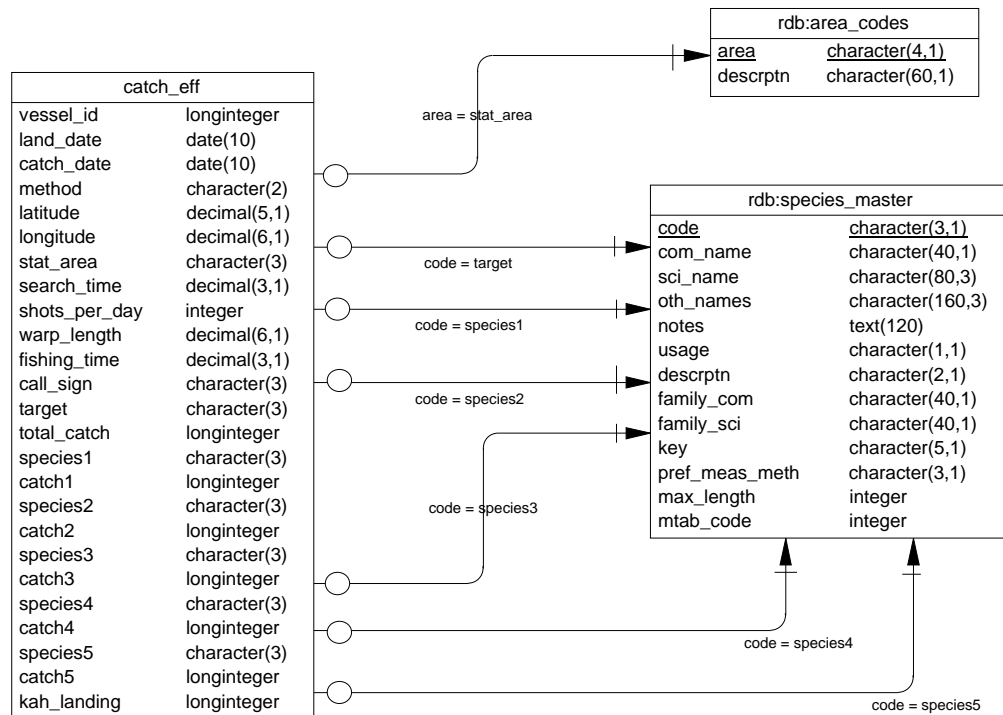 rdb:area_codes
area character(4,1)
descrptn character(60,1)
catch_eff
vessel_id longinteger
land_date date(10)
catch_date date(10)
method character(2)
latitude decimal(5,1)
longitude decimal(6,1)
stat_area character(3)
search_time decimal(3,1)
shots_per_day integer
warp_length decimal(6,1)
fishing_time decimal(3,1)
call_sign character(3)
target character(3)
total_catch longinteger
species1 character(3)
catch1 longinteger
species2 character(3)
catch2 longinteger
species3 character(3)
catch3 longinteger
species4 character(3)
catch4 longinteger
species5 character(3)
catch5 longinteger
kah_landing longinteger
area = stat_area
code = target
code = species1
code = species2
code = species3
code = species4
code = species5
rdb:species_master
code character(3,1)
com_name character(40,1)
sci_name character(80,3)
oth_names character(160,3)
notes text(120)
usage character(1,1)
descrptn character(2,1)
family_com character(40,1)
family_sci character(40,1)
key character(5,1)
pref_meas_meth character(3,1)
max_length integer
mtab_code integer